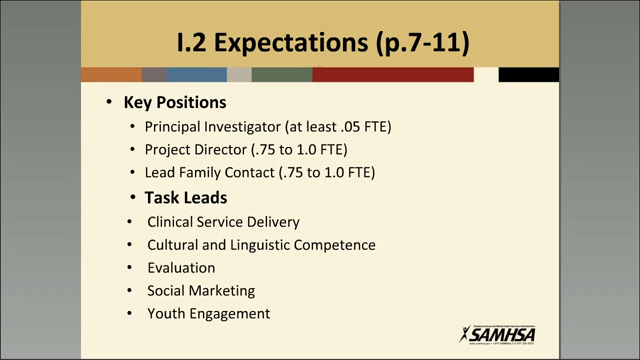 I.2 Expectations (p.7-11)
• Key Positions
• Principal Investigator (at least .05 FTE)
• Project Director (.75 to 1.0 FTE)
• Lead Family Contact (.75 to 1.0 FTE)
• Task Leads
• Clinical Service Delivery
• Cultural and Linguistic Competence
• Evaluation
• Social Marketing
• Youth Engagement
SAMHSA